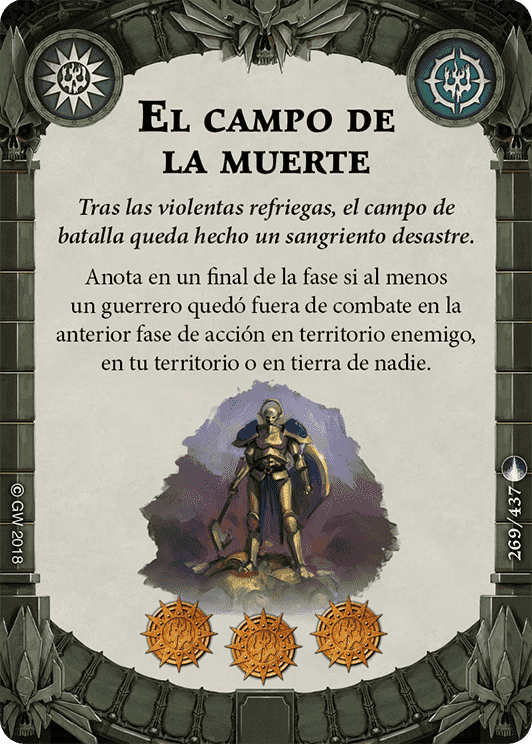 El campo de
la muerte
Tras las violentas refriegas, el campo de
batalla queda hecho un sangriento desastre.
Anota en un final de la fase si al menos
un guerrero quedó fuera de combate en la
anterior fase de acción en territorio enemigo,
en tu territorio o en tierra de nadie.
© GW 2018
269/437